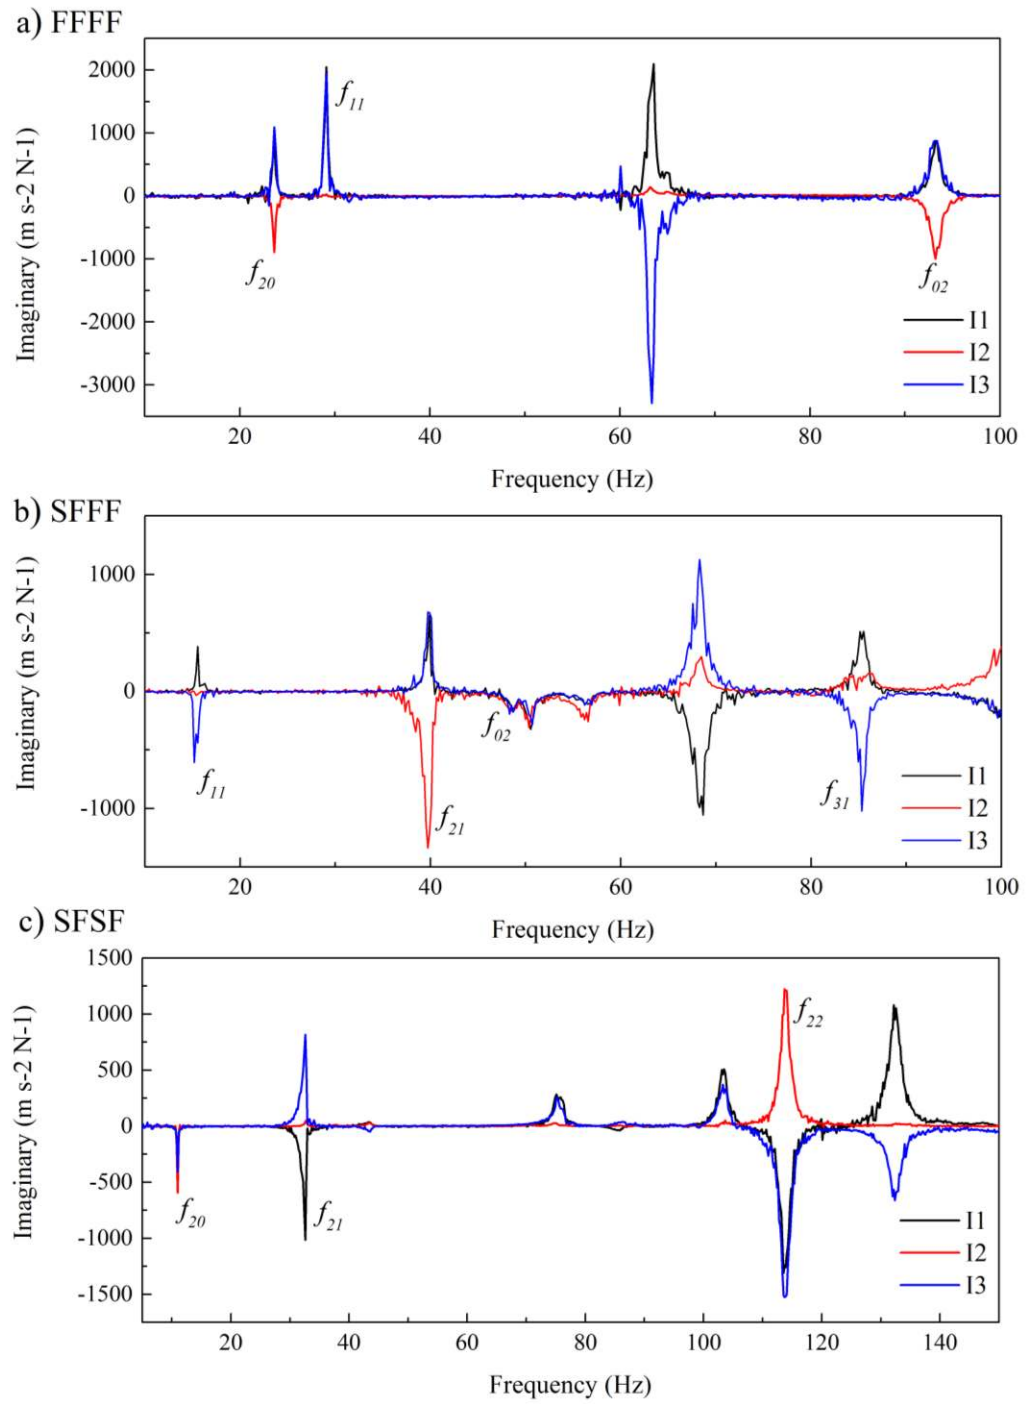 a) FFFF
Imaginary (m s-2 N-1)
2000
1000
0
-1000
-2000
-3000
f11
f20
f02
I1
I2
I3
20 40 60 80 100
Frequency (Hz)
b) SFFF
Imaginary (m s-2 N-1)
1000
0
-1000
f11
f21
f02
f31
I1
I2
I3
20 40 60 80 100
Frequency (Hz)
c) SFSF
Imaginary (m s-2 N-1)
1500
1000
500
0
-500
-1000
-1500
f20
f21
f22
I1
I2
I3
20 40 60 80 100 120 140
Frequency (Hz)